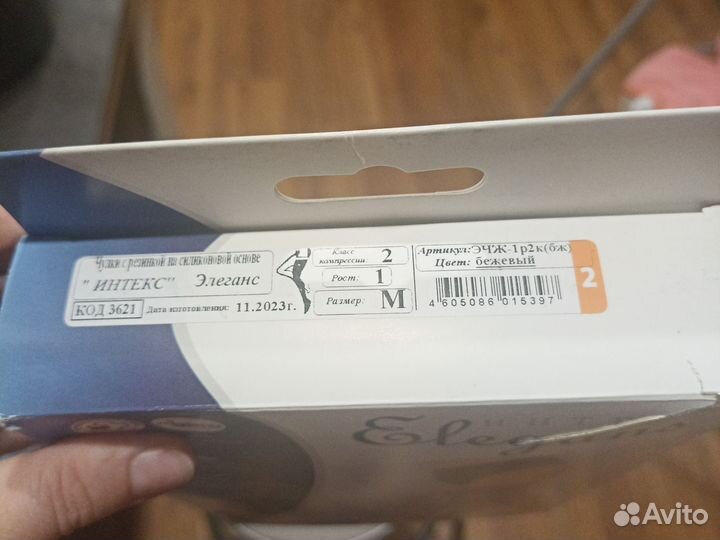 Чулки с резинкой на силиконовой основе
" ИНТЕКС" Элеганс
КОД 3621 Дата изготовления: 11.2023г.
Класс компрессии: 2
Рост: 1
Размер: M
Артикул: ЭЧЖ-1р2к(бж)
Цвет: бежевый
4 605086 015397
2
Avito